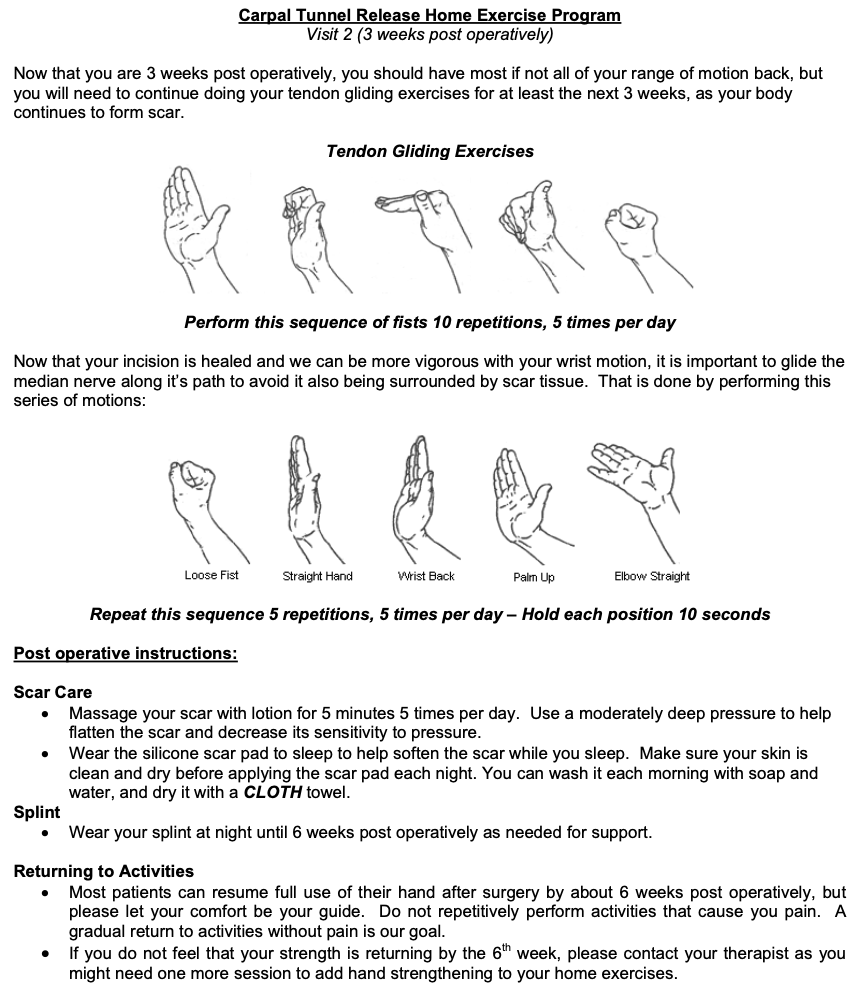 Carpal Tunnel Release Home Exercise Program
Visit 2 (3 weeks post operatively)
Now that you are 3 weeks post operatively, you should have most if not all of your range of motion back, but
you will need to continue doing your tendon gliding exercises for at least the next 3 weeks, as your body
continues to form scar.
Tendon Gliding Exercises
Perform this sequence of fists 10 repetitions, 5 times per day
Now that your incision is healed and we can be more vigorous with your wrist motion, it is important to glide the
median nerve along it's path to avoid it also being surrounded by scar tissue.  That is done by performing this
series of motions:
Loose Fist Straight Hand Wrist Back Palm Up Elbow Straight
Repeat this sequence 5 repetitions, 5 times per day – Hold each position 10 seconds
Post operative instructions:
Scar Care
• Massage your scar with lotion for 5 minutes 5 times per day.  Use a moderately deep pressure to help
flatten the scar and decrease its sensitivity to pressure.
• Wear the silicone scar pad to sleep to help soften the scar while you sleep.  Make sure your skin is
clean and dry before applying the scar pad each night. You can wash it each morning with soap and
water, and dry it with a CLOTH towel.
Splint
• Wear your splint at night until 6 weeks post operatively as needed for support.
Returning to Activities
• Most patients can resume full use of their hand after surgery by about 6 weeks post operatively, but
please let your comfort be your guide.  Do not repetitively perform activities that cause you pain.  A
gradual return to activities without pain is our goal.
• If you do not feel that your strength is returning by the 6th week, please contact your therapist as you
might need one more session to add hand strengthening to your home exercises.